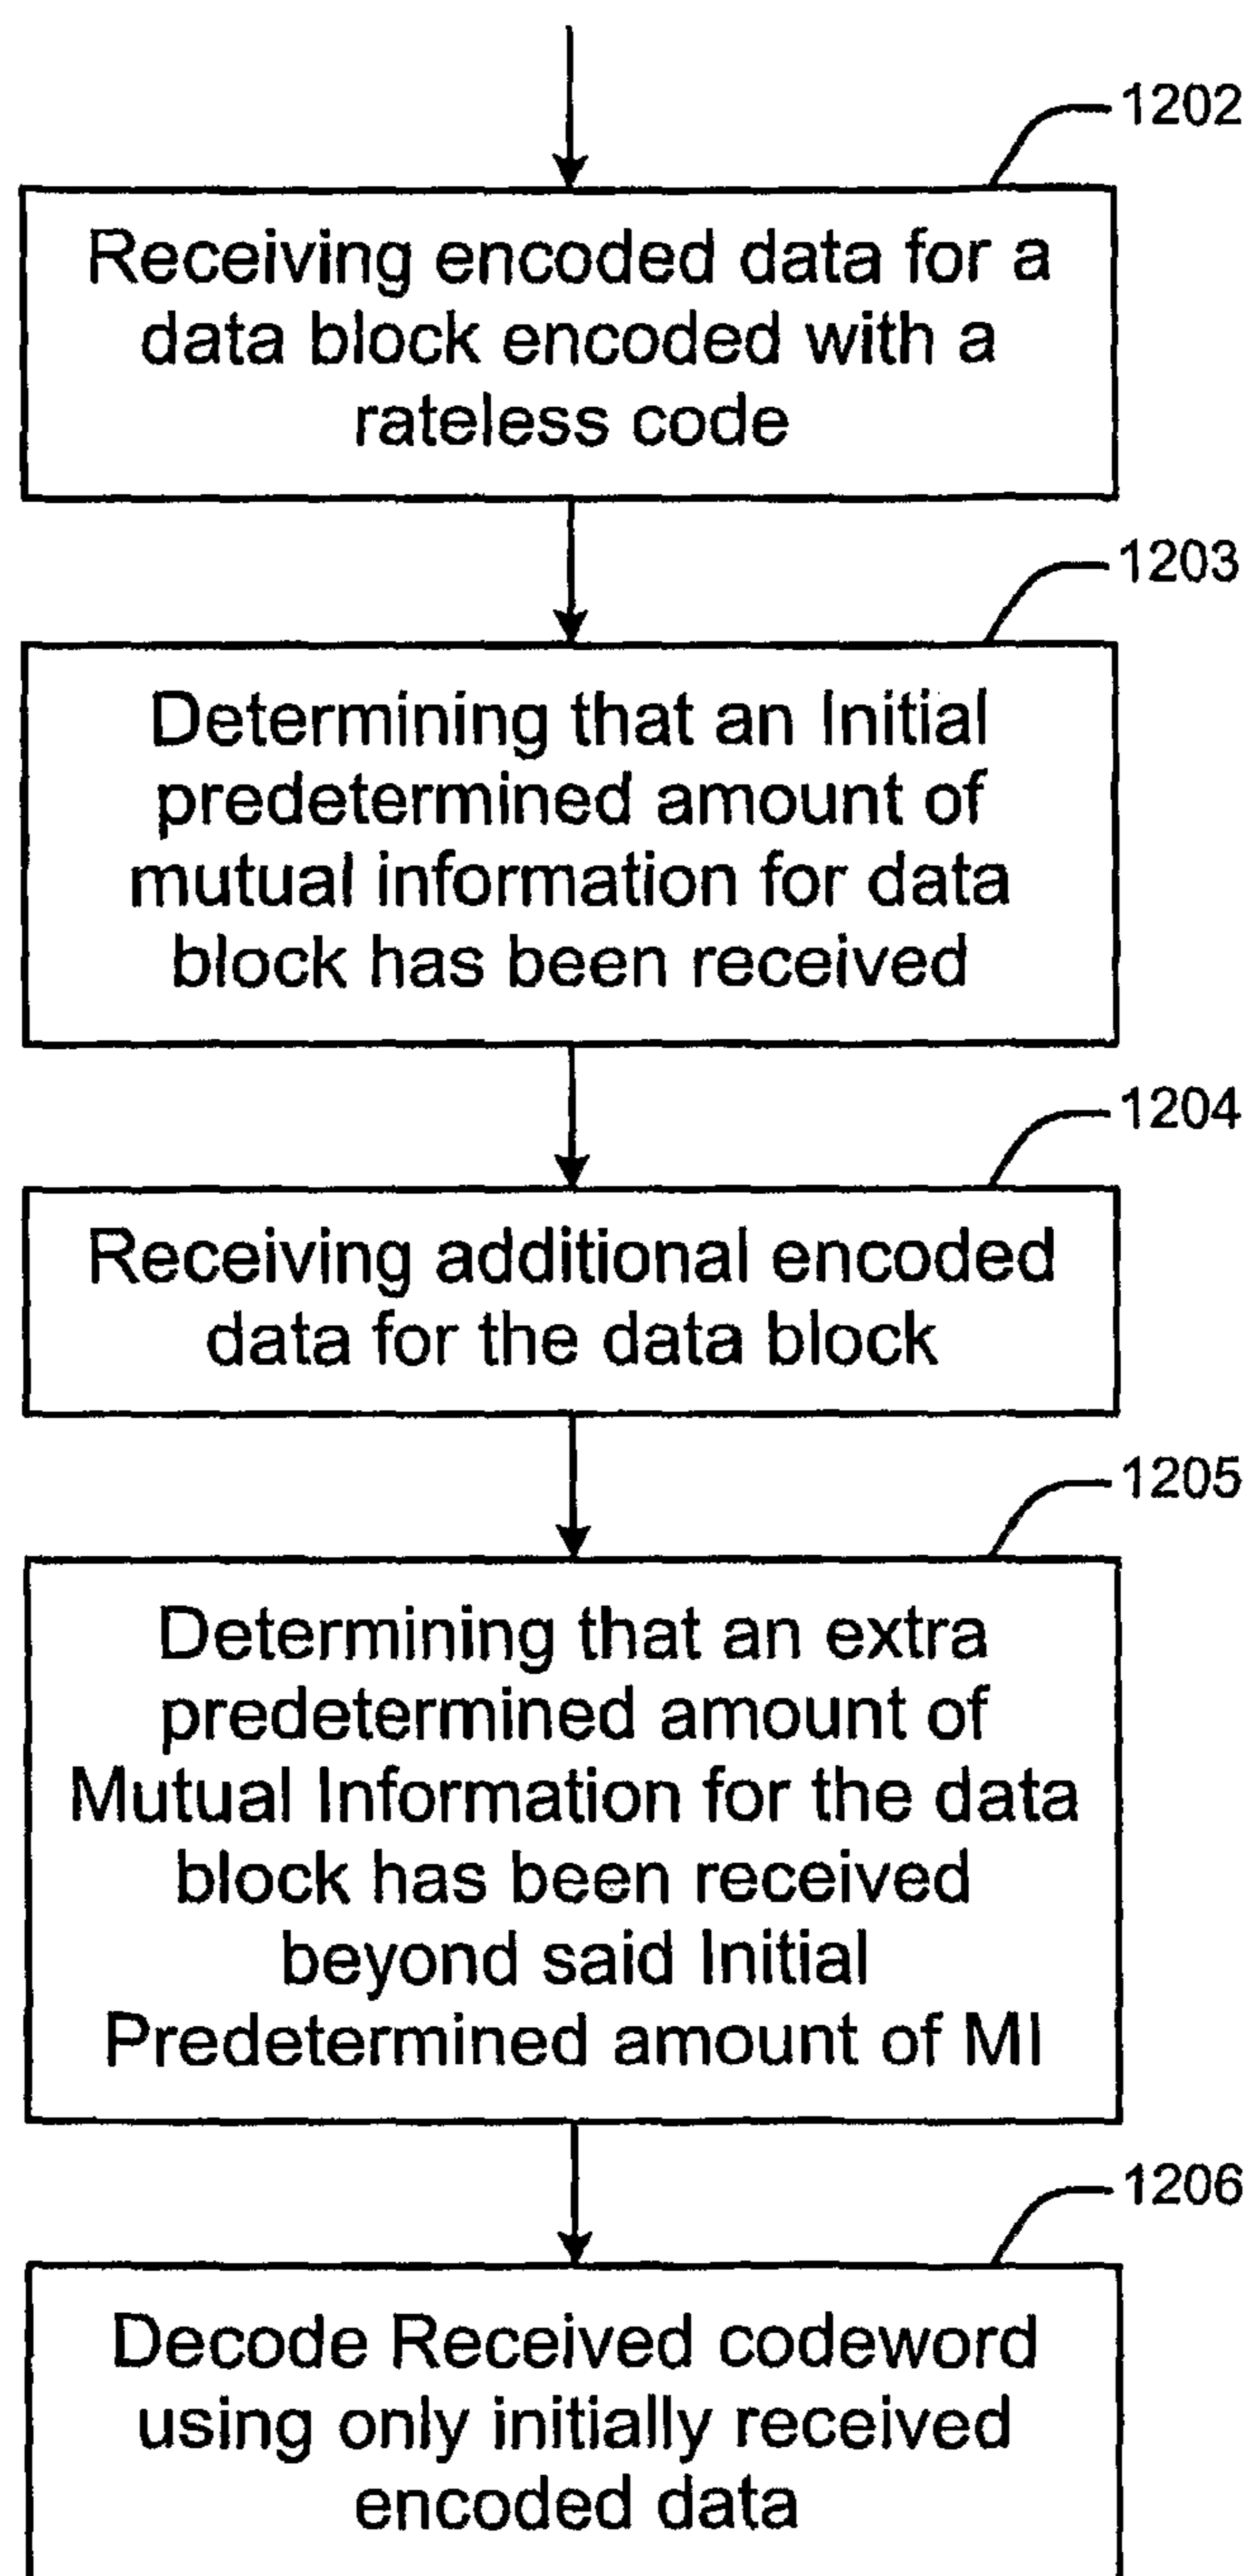 1202
Receiving encoded data for a
data block encoded with a
rateless code
1203
Determining that an Initial
predetermined amount of
mutual information for data
block has been received
1204
Receiving additional encoded
data for the data block
1205
Determining that an extra
predetermined amount of
Mutual Information for the data
block has been received
beyond said Initial
Predetermined amount of MI
1206
Decode Received codeword
using only initially received
encoded data